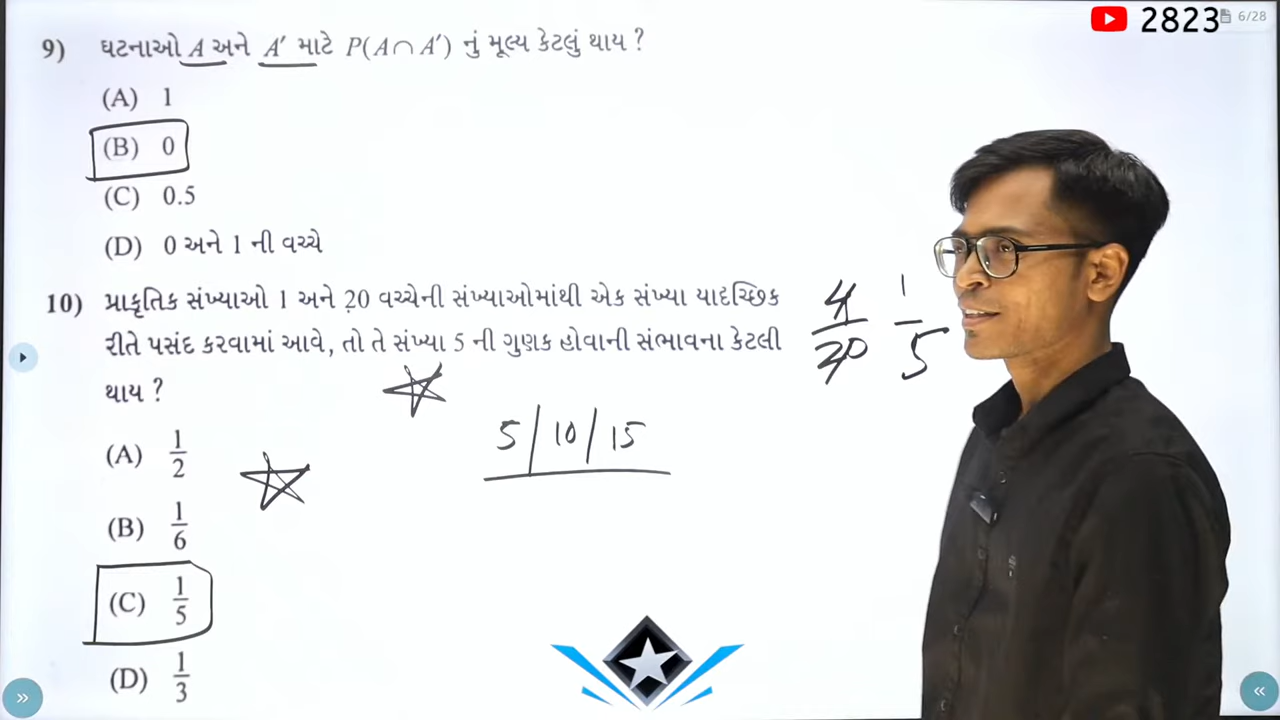 2823
6/28
9) ઘટનાઓ A અને A′ માટે P(A∩A′) નું મૂલ્ય કેટલું થાય ?
(A) 1
(B) 0
(C) 0.5
(D) 0 અને 1 ની વચ્ચે
10) પ્રાકૃતિક સંખ્યાઓ 1 અને 20 વચ્ચેની સંખ્યાઓમાંથી એક સંખ્યા યાદચ્છિક
રીતે પસંદ કરવામાં આવે, તો તે સંખ્યા 5 ની ગુણક હોવાની સંભાવના કેટલી
થાય ?
4/20 1/5
5/10/15
(A) 1/2
(B) 1/6
(C) 1/5
(D) 1/3